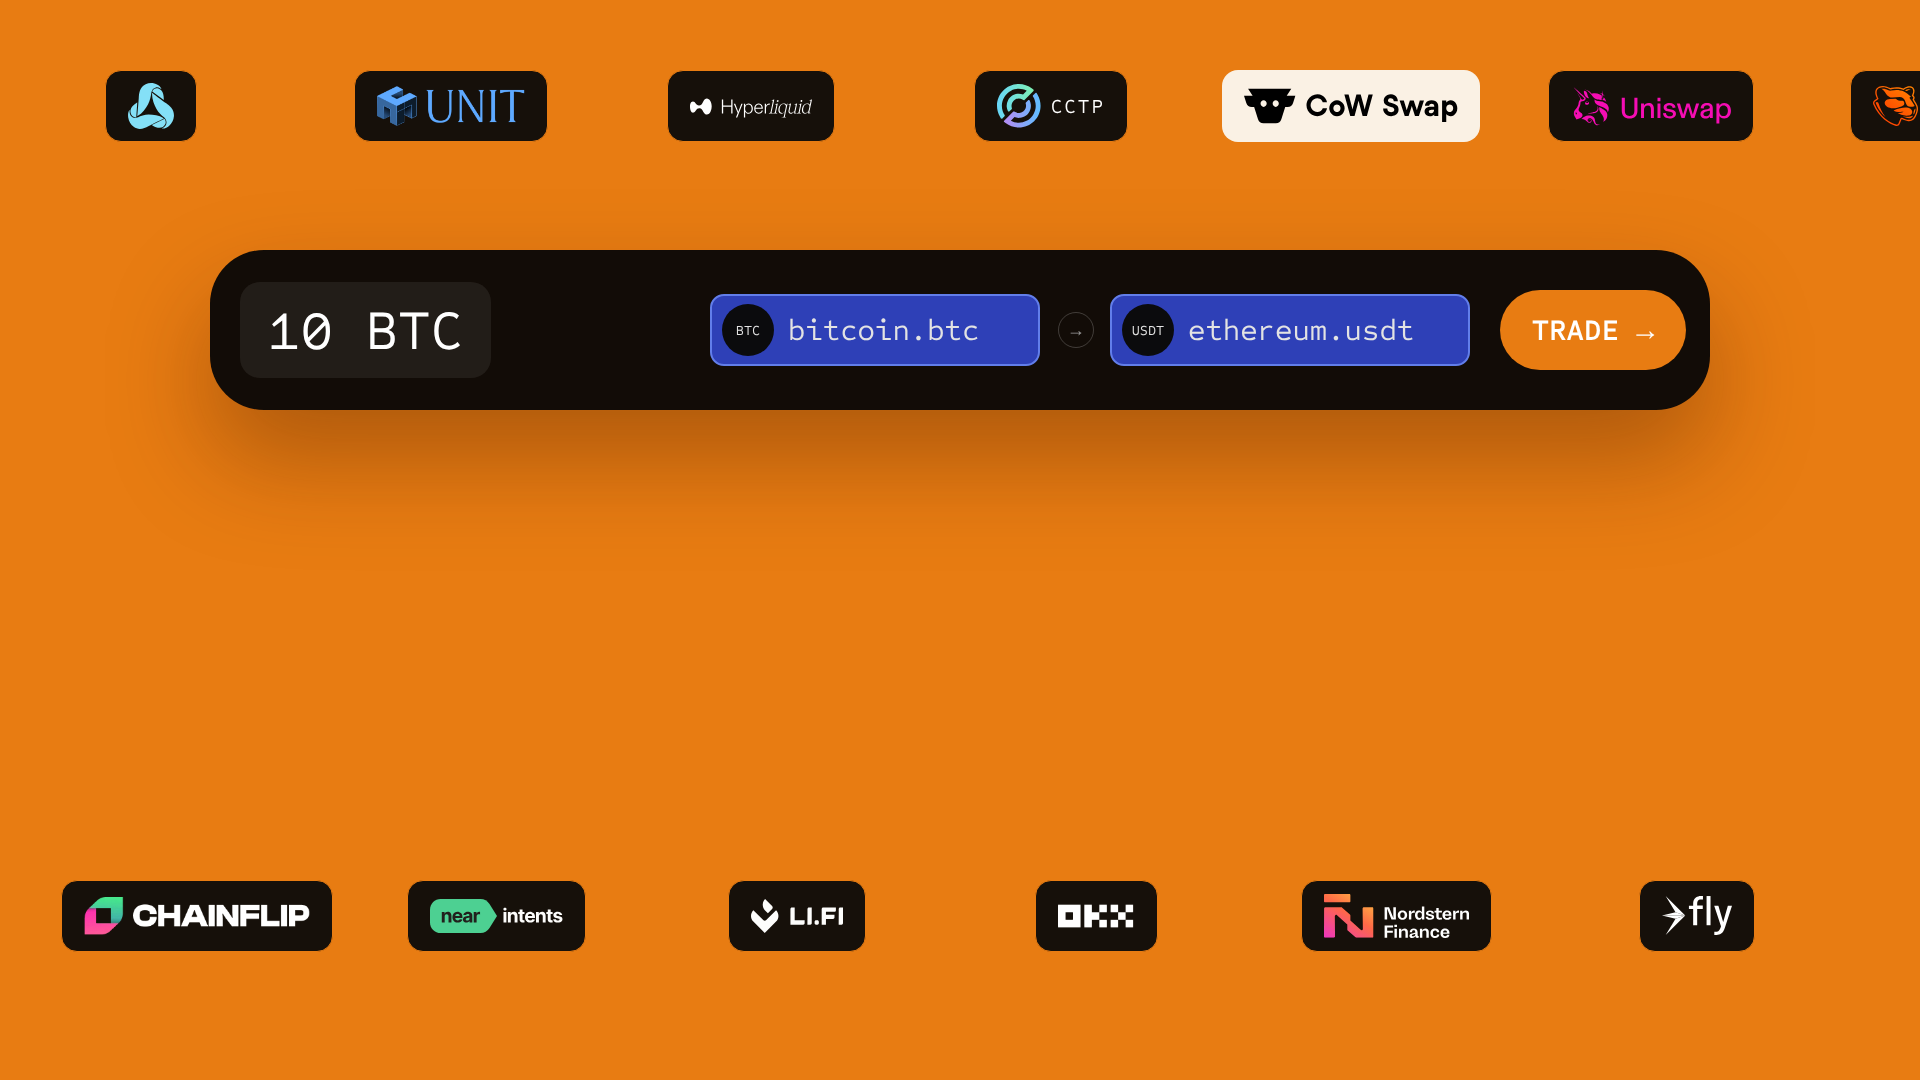 UNIT
Hyperliquid
CCTP
CoW Swap
Uniswap
10 BTC
BTC
bitcoin.btc
→
USDT
ethereum.usdt
TRADE →
CHAINFLIP
near intents
LI.FI
OKX
Nordstern
Finance
fly